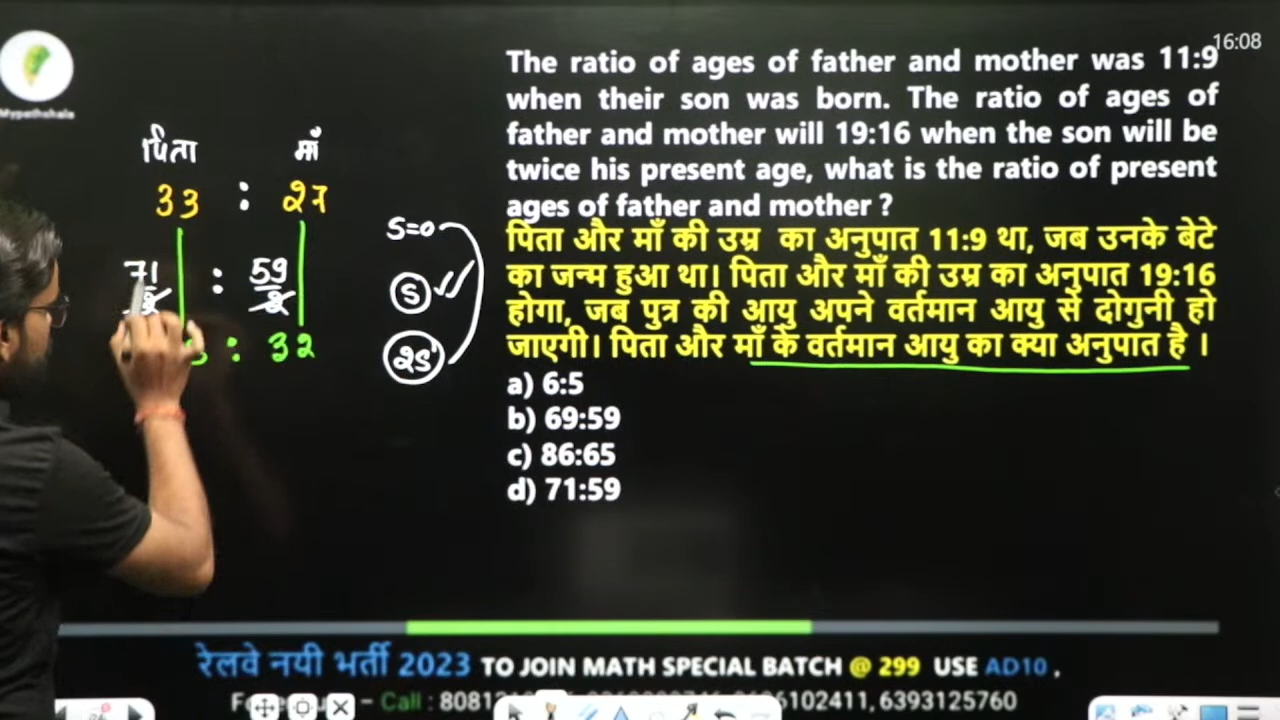 16:08
Mypathshala
The ratio of ages of father and mother was 11:9
when their son was born. The ratio of ages of
father and mother will 19:16 when the son will be
twice his present age, what is the ratio of present
ages of father and mother ?
पिता और माँ की उम्र का अनुपात 11:9 था, जब उनके बेटे
का जन्म हुआ था। पिता और माँ की उम्र का अनुपात 19:16
होगा, जब पुत्र की आयु अपने वर्तमान आयु से दोगुनी हो
जाएगी। पिता और माँ के वर्तमान आयु का क्या अनुपात है ।
a) 6:5
b) 69:59
c) 86:65
d) 71:59
पिता माँ
33 : 27
71 : 59
2 2
: 32
S=0
S
2S
रेलवे नयी भर्ती 2023 TO JOIN MATH SPECIAL BATCH @ 299 USE AD10 ,
– Call : 6102411, 6393125760